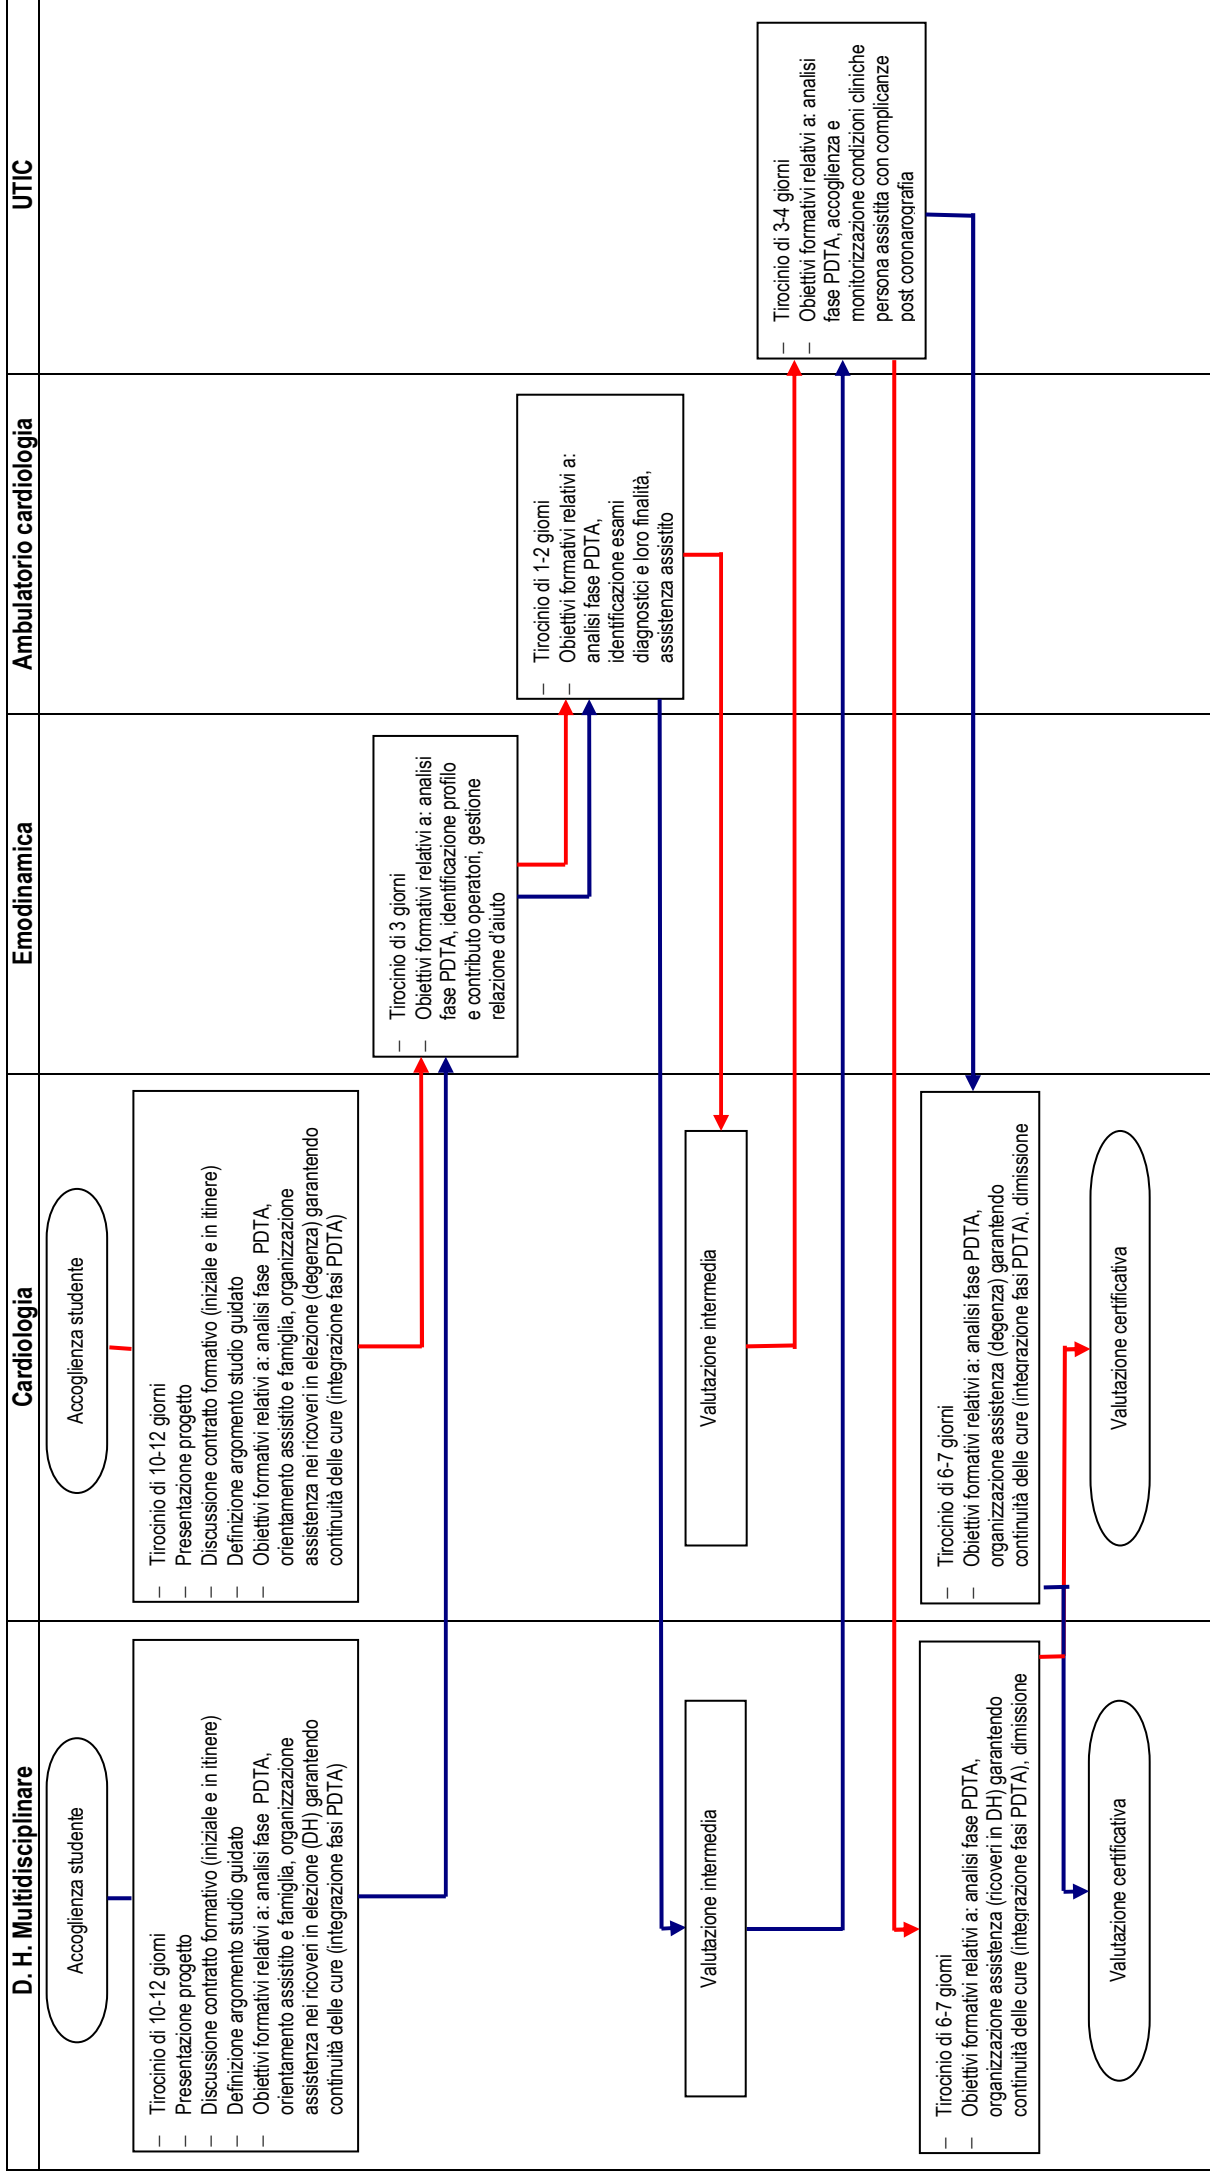 D. H. Multidisciplinare
Cardiologia
Emodinamica
Ambulatorio cardiologia
UTIC
Accoglienza studente
Accoglienza studente
– Tirocinio di 10-12 giorni
– Presentazione progetto
– Discussione contratto formativo (iniziale e in itinere)
– Definizione argomento studio guidato
– Obiettivi formativi relativi a: analisi fase PDTA,
orientamento assistito e famiglia, organizzazione
assistenza nei ricoveri in elezione (DH) garantendo
continuità delle cure (integrazione fasi PDTA)
– Tirocinio di 10-12 giorni
– Presentazione progetto
– Discussione contratto formativo (iniziale e in itinere)
– Definizione argomento studio guidato
– Obiettivi formativi relativi a: analisi fase PDTA,
orientamento assistito e famiglia, organizzazione
assistenza nei ricoveri in elezione (degenza) garantendo
continuità delle cure (integrazione fasi PDTA)
– Tirocinio di 3 giorni
– Obiettivi formativi relativi a: analisi
fase PDTA, identificazione profilo
e contributo operatori, gestione
relazione d'aiuto
– Tirocinio di 1-2 giorni
– Obiettivi formativi relativi a:
analisi fase PDTA,
identificazione esami
diagnostici e loro finalità,
assistenza assistito
Valutazione intermedia
Valutazione intermedia
– Tirocinio di 3-4 giorni
– Obiettivi formativi relativi a: analisi
fase PDTA, accoglienza e
monitorizzazione condizioni cliniche
persona assistita con complicanze
post coronarografia
– Tirocinio di 6-7 giorni
– Obiettivi formativi relativi a: analisi fase PDTA,
organizzazione assistenza (ricoveri in DH) garantendo
continuità delle cure (integrazione fasi PDTA), dimissione
– Tirocinio di 6-7 giorni
– Obiettivi formativi relativi a: analisi fase PDTA,
organizzazione assistenza (degenza) garantendo
continuità delle cure (integrazione fasi PDTA), dimissione
Valutazione certificativa
Valutazione certificativa